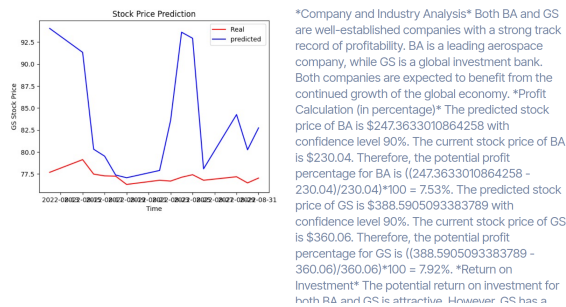 Stock Price Prediction
Real
predicted
92.5
90.0
87.5
85.0
82.5
80.0
77.5
GS Stock Price
Time
*Company and Industry Analysis* Both BA and GS
are well-established companies with a strong track
record of profitability. BA is a leading aerospace
company, while GS is a global investment bank.
Both companies are expected to benefit from the
continued growth of the global economy. *Profit
Calculation (in percentage)* The predicted stock
price of BA is $247.3633010864258 with
confidence level 90%. The current stock price of BA
is $230.04. Therefore, the potential profit
percentage for BA is ((247.3633010864258 -
230.04)/230.04)*100 = 7.53%. The predicted stock
price of GS is $388.5905093383789 with
confidence level 90%. The current stock price of GS
is $360.06. Therefore, the potential profit
percentage for GS is ((388.5905093383789 -
360.06)/360.06)*100 = 7.92%. *Return on
Investment* The potential return on investment for
both BA and GS is attractive. However, GS has a